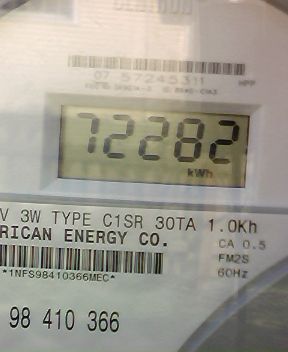 CENTRON
07 57245311
72282
kWh
V 3W TYPE C1SR 30TA 1.0Kh
RICAN ENERGY CO.
CA 0.5
FM2S
60Hz
*1NFS98410366MEC*
98 410 366